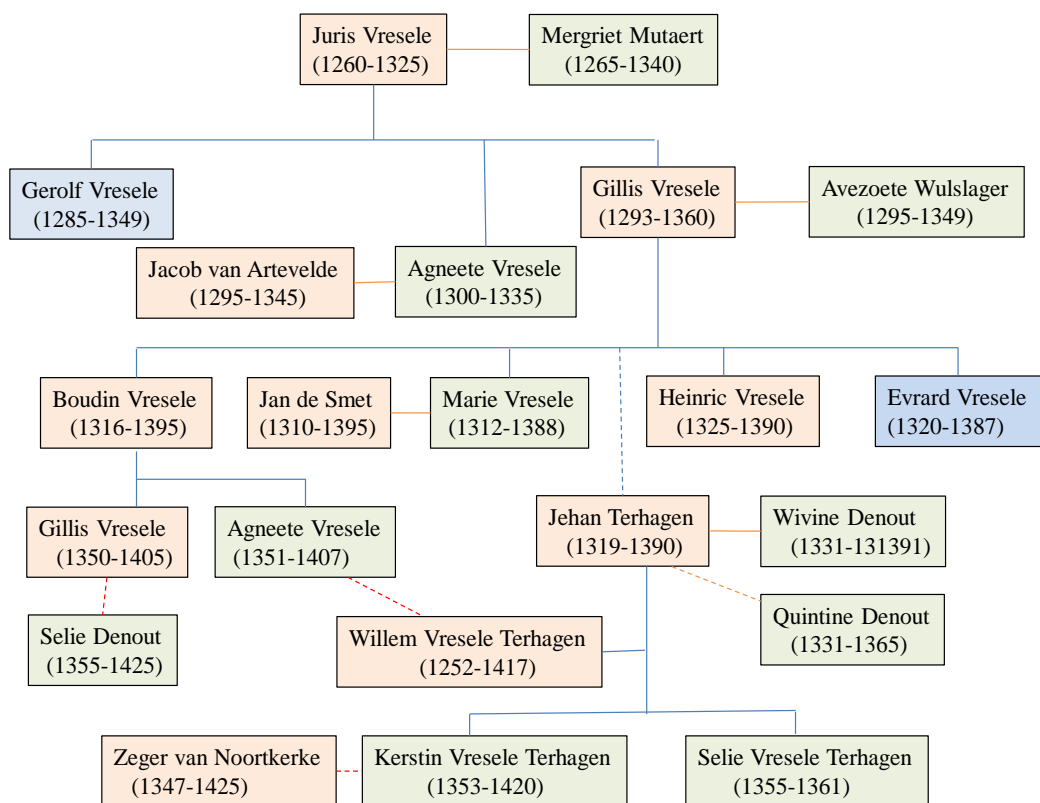 Juris Vresele
(1260-1325)
Mergriet Mutaert
(1265-1340)
Gerolf Vresele
(1285-1349)
Gillis Vresele
(1293-1360)
Avezoete Wulslager
(1295-1349)
Jacob van Artevelde
(1295-1345)
Agneete Vresele
(1300-1335)
Boudin Vresele
(1316-1395)
Jan de Smet
(1310-1395)
Marie Vresele
(1312-1388)
Heinric Vresele
(1325-1390)
Evrard Vresele
(1320-1387)
Gillis Vresele
(1350-1405)
Agneete Vresele
(1351-1407)
Jehan Terhagen
(1319-1390)
Wivine Denout
(1331-131391)
Selie Denout
(1355-1425)
Willem Vresele Terhagen
(1252-1417)
Quintine Denout
(1331-1365)
Zeger van Noortkerke
(1347-1425)
Kerstin Vresele Terhagen
(1353-1420)
Selie Vresele Terhagen
(1355-1361)